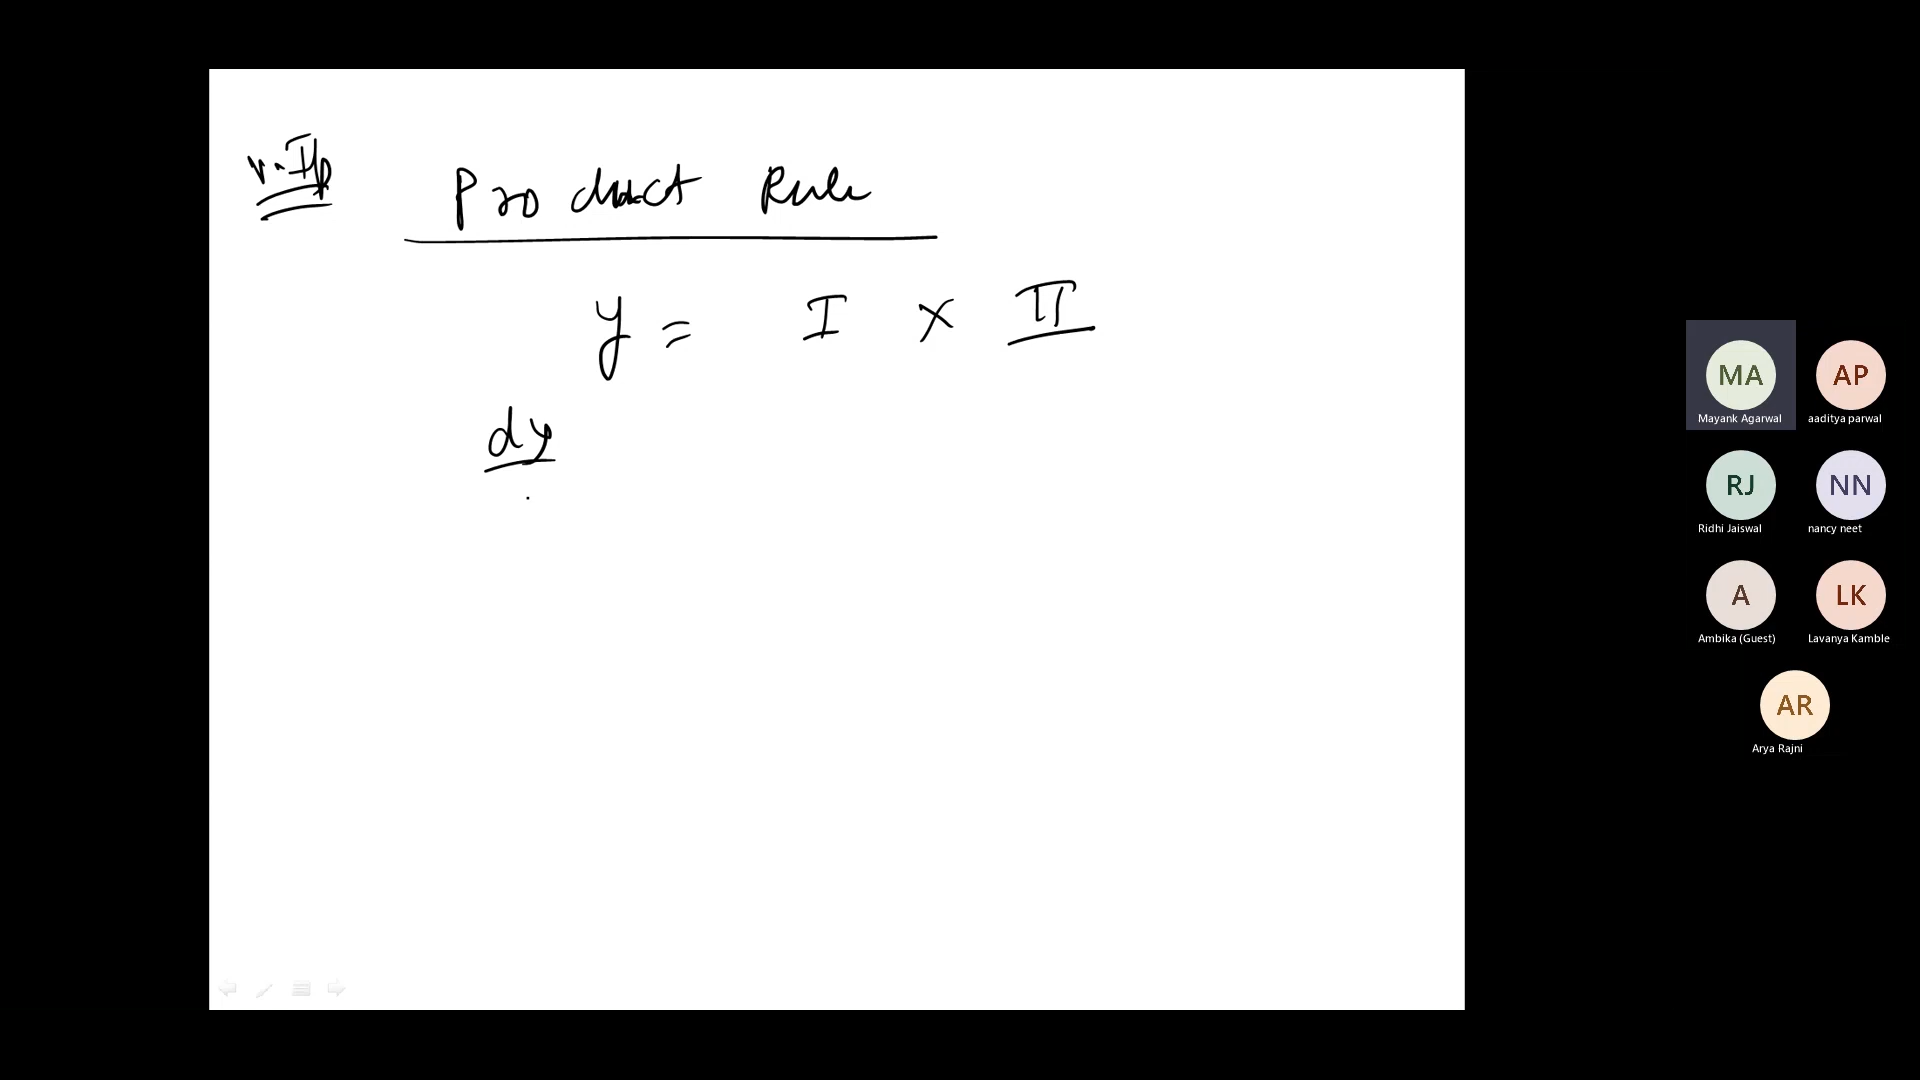 v.Ip
Product Rule
y = I × II
dy
MA
Mayank Agarwal
AP
aaditya parwal
RJ
Ridhi Jaiswal
NN
nancy neet
A
Ambika (Guest)
LK
Lavanya Kamble
AR
Arya Rajni